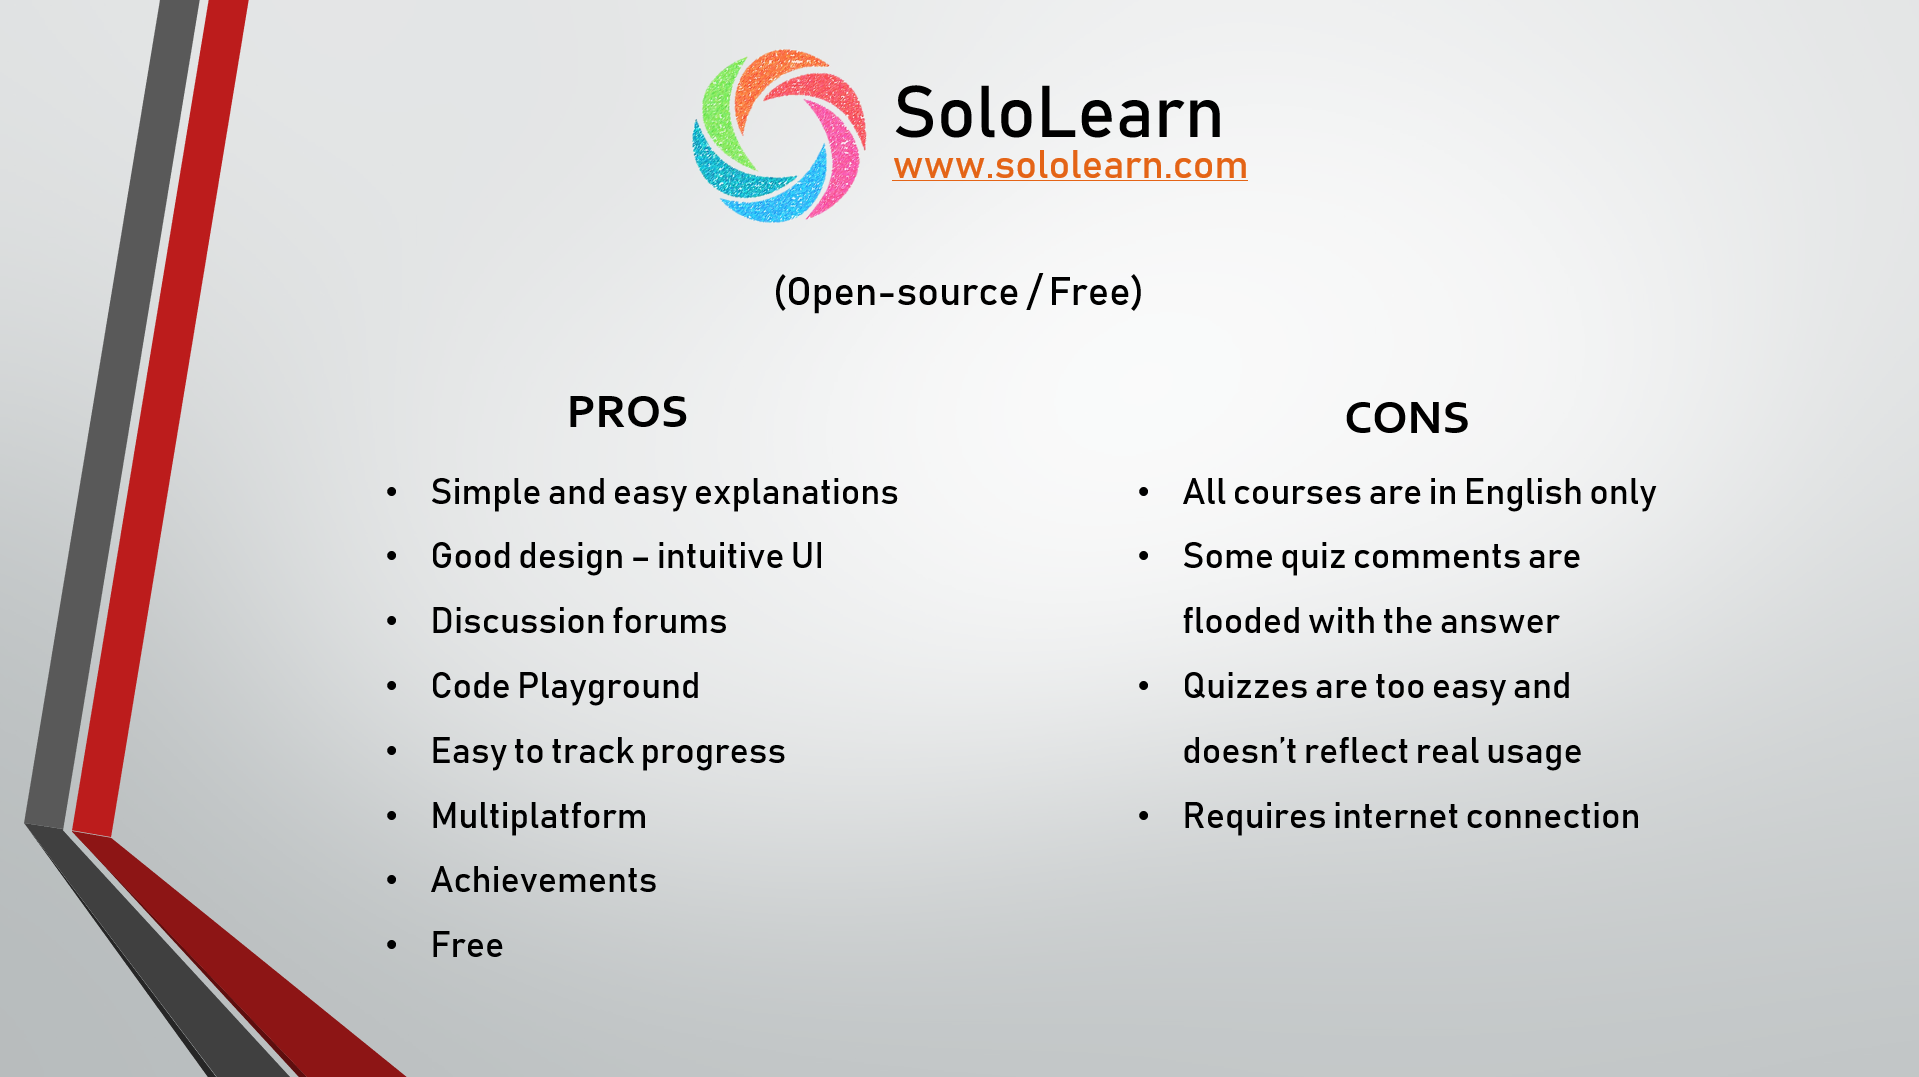 SoloLearn
www.sololearn.com
(Open-source / Free)
PROS
• Simple and easy explanations
• Good design – intuitive UI
• Discussion forums
• Code Playground
• Easy to track progress
• Multiplatform
• Achievements
• Free
CONS
• All courses are in English only
• Some quiz comments are
flooded with the answer
• Quizzes are too easy and
doesn’t reflect real usage
• Requires internet connection